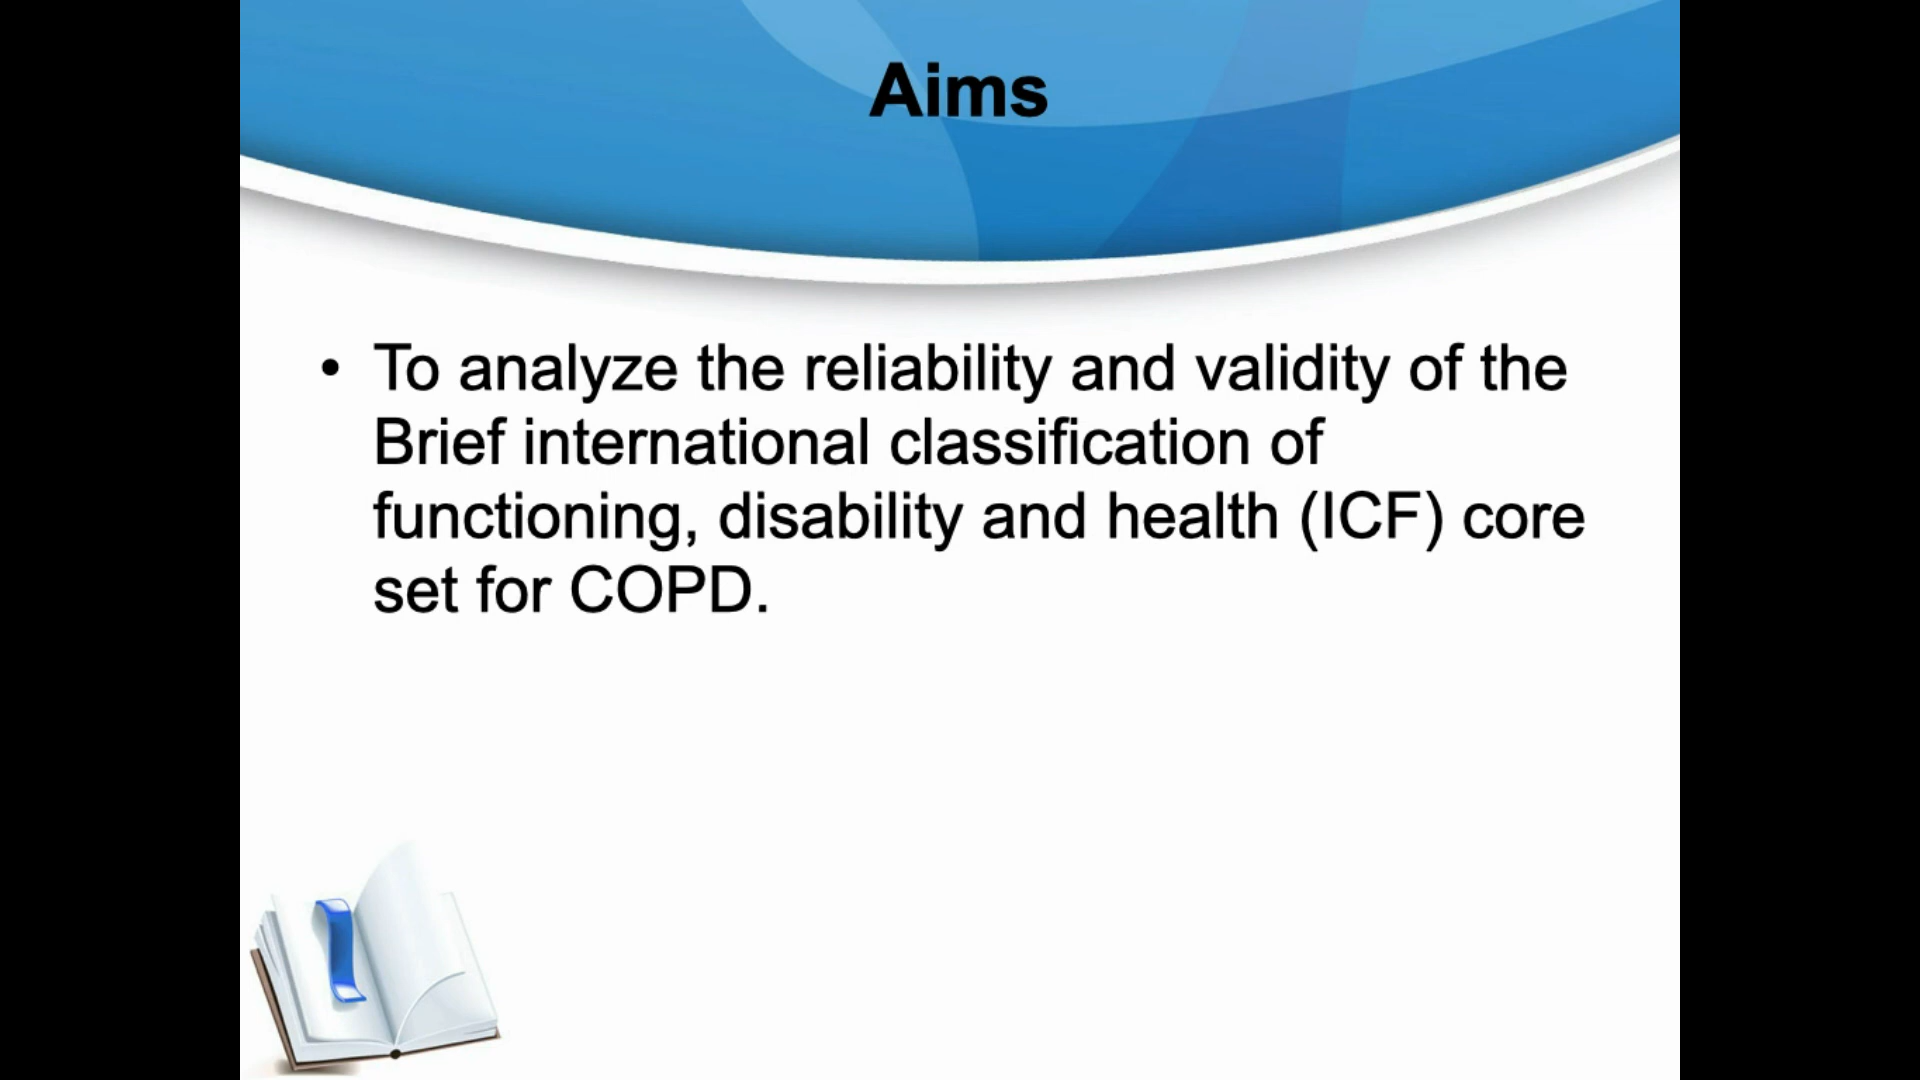 Aims
• To analyze the reliability and validity of the
Brief international classification of
functioning, disability and health (ICF) core
set for COPD.